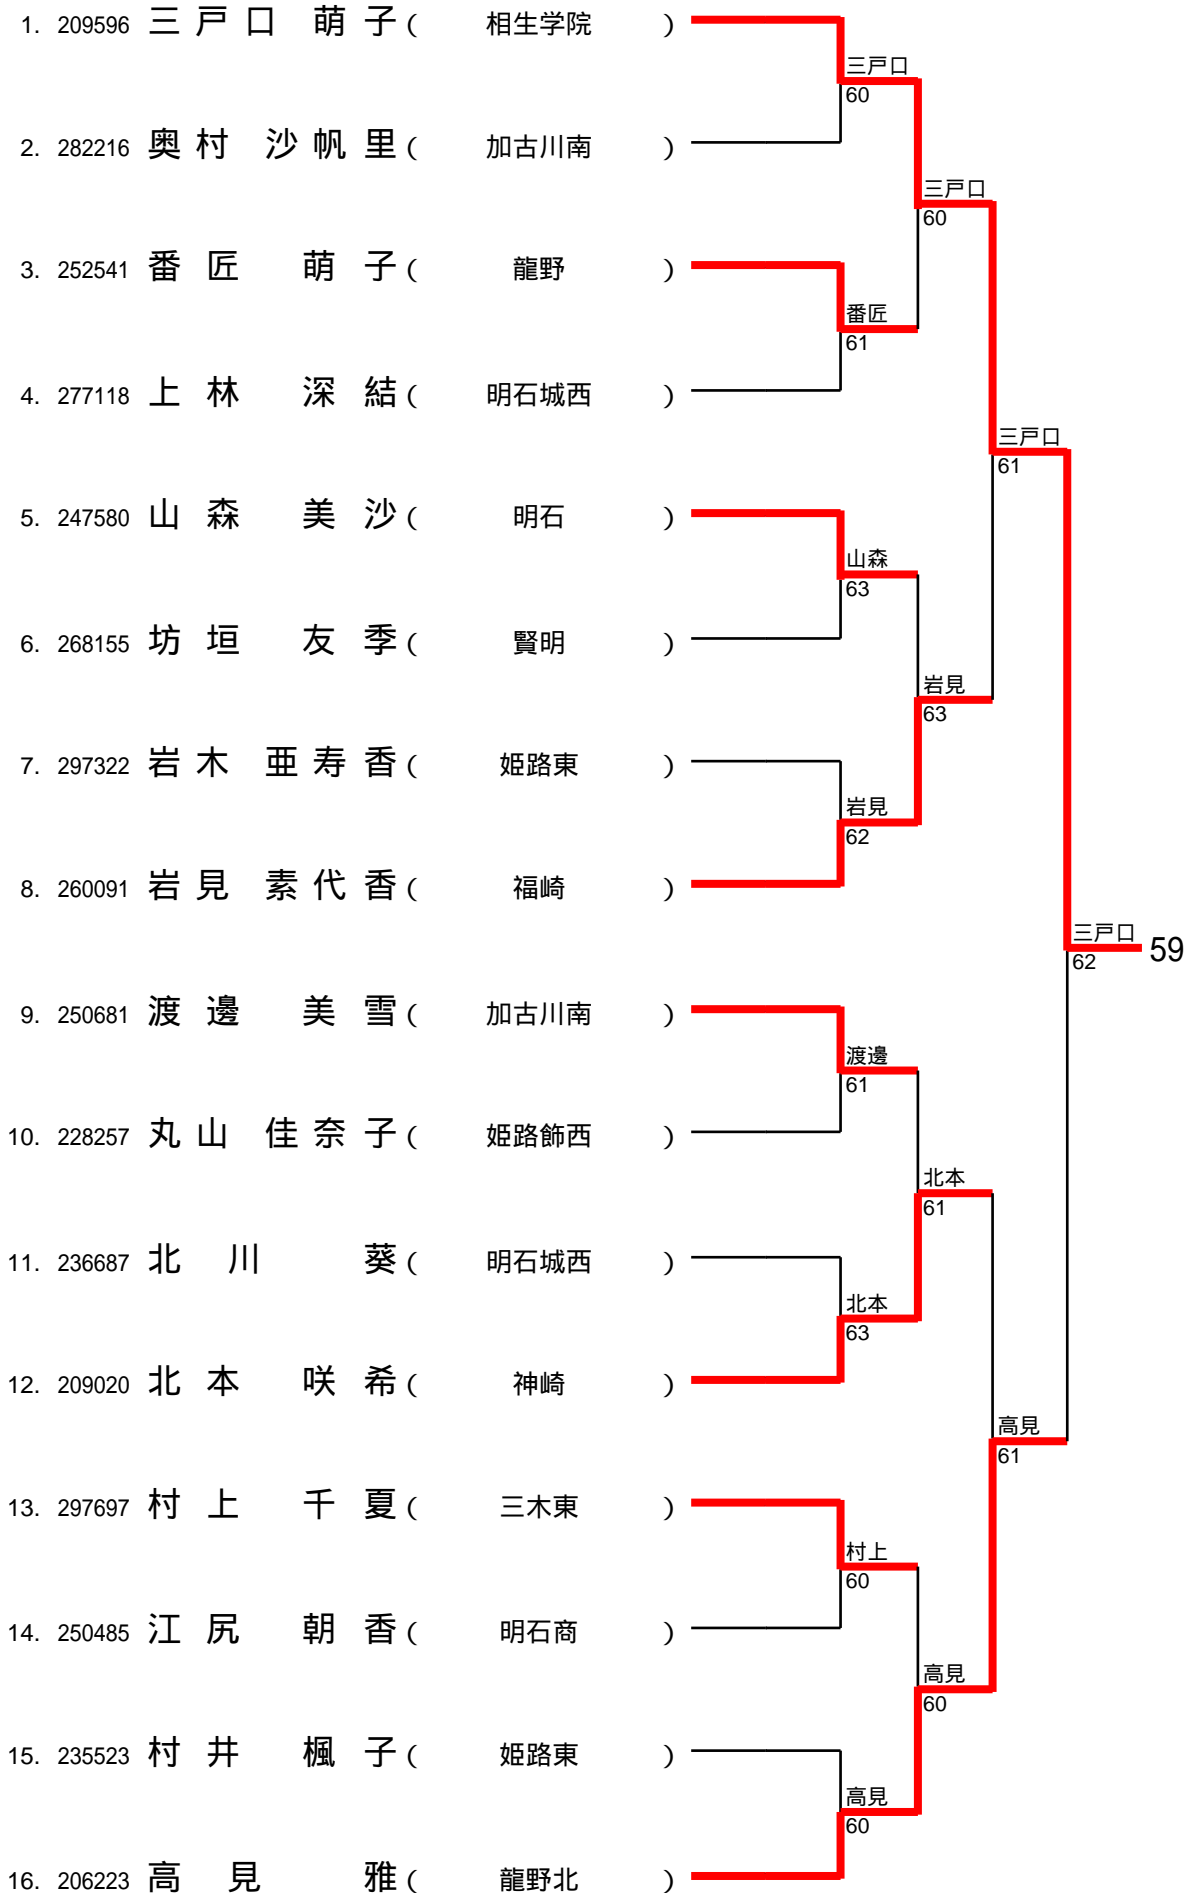 1. 209596 三戸口 萌子 ( 相生学院 )
三戸口
60
2. 282216 奥村 沙帆里 ( 加古川南 )
三戸口
60
3. 252541 番匠 萌子 ( 龍野 )
番匠
61
4. 277118 上林 深結 ( 明石城西 )
三戸口
61
5. 247580 山森 美沙 ( 明石 )
山森
63
6. 268155 坊垣 友季 ( 賢明 )
岩見
63
7. 297322 岩木 亜寿香 ( 姫路東 )
岩見
62
8. 260091 岩見 素代香 ( 福崎 )
三戸口
62
59
9. 250681 渡邊 美雪 ( 加古川南 )
渡邊
61
10. 228257 丸山 佳奈子 ( 姫路飾西 )
北本
61
11. 236687 北川 葵 ( 明石城西 )
北本
63
12. 209020 北本 咲希 ( 神崎 )
高見
61
13. 297697 村上 千夏 ( 三木東 )
村上
60
14. 250485 江尻 朝香 ( 明石商 )
高見
60
15. 235523 村井 楓子 ( 姫路東 )
高見
60
16. 206223 高見 雅 ( 龍野北 )